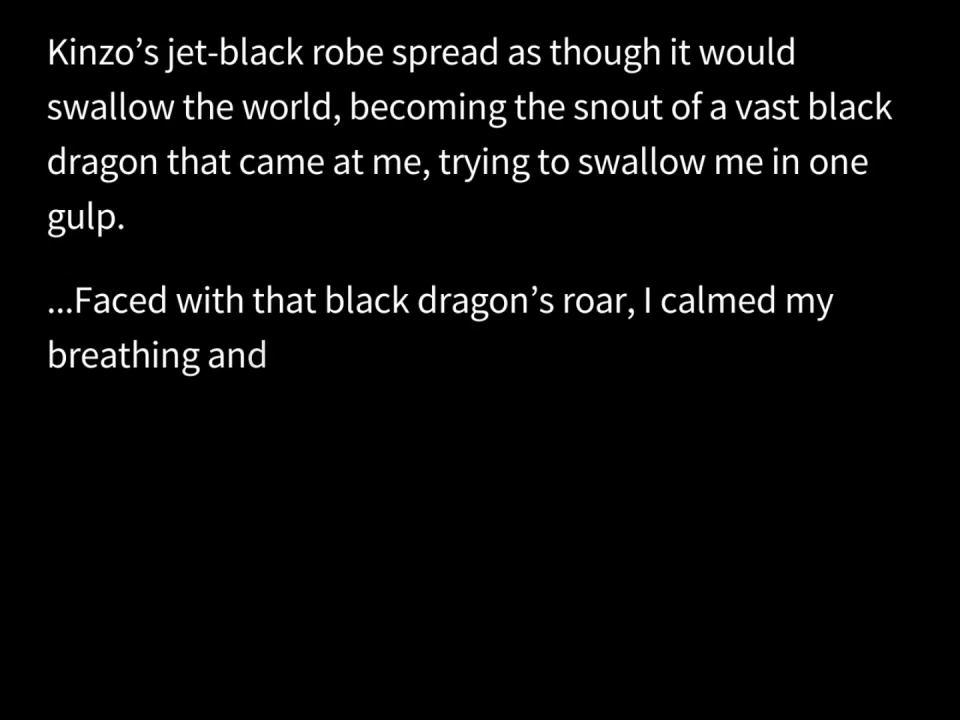 Kinzo’s jet-black robe spread as though it would
swallow the world, becoming the snout of a vast black
dragon that came at me, trying to swallow me in one
gulp.
...Faced with that black dragon’s roar, I calmed my
breathing and